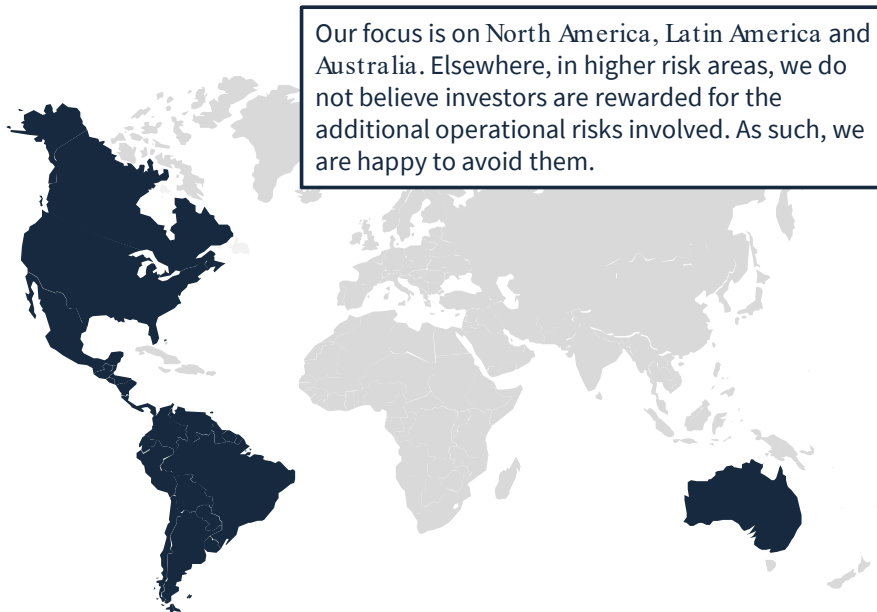 Our focus is on North America, Latin America and
Australia. Elsewhere, in higher risk areas, we do
not believe investors are rewarded for the
additional operational risks involved. As such, we
are happy to avoid them.